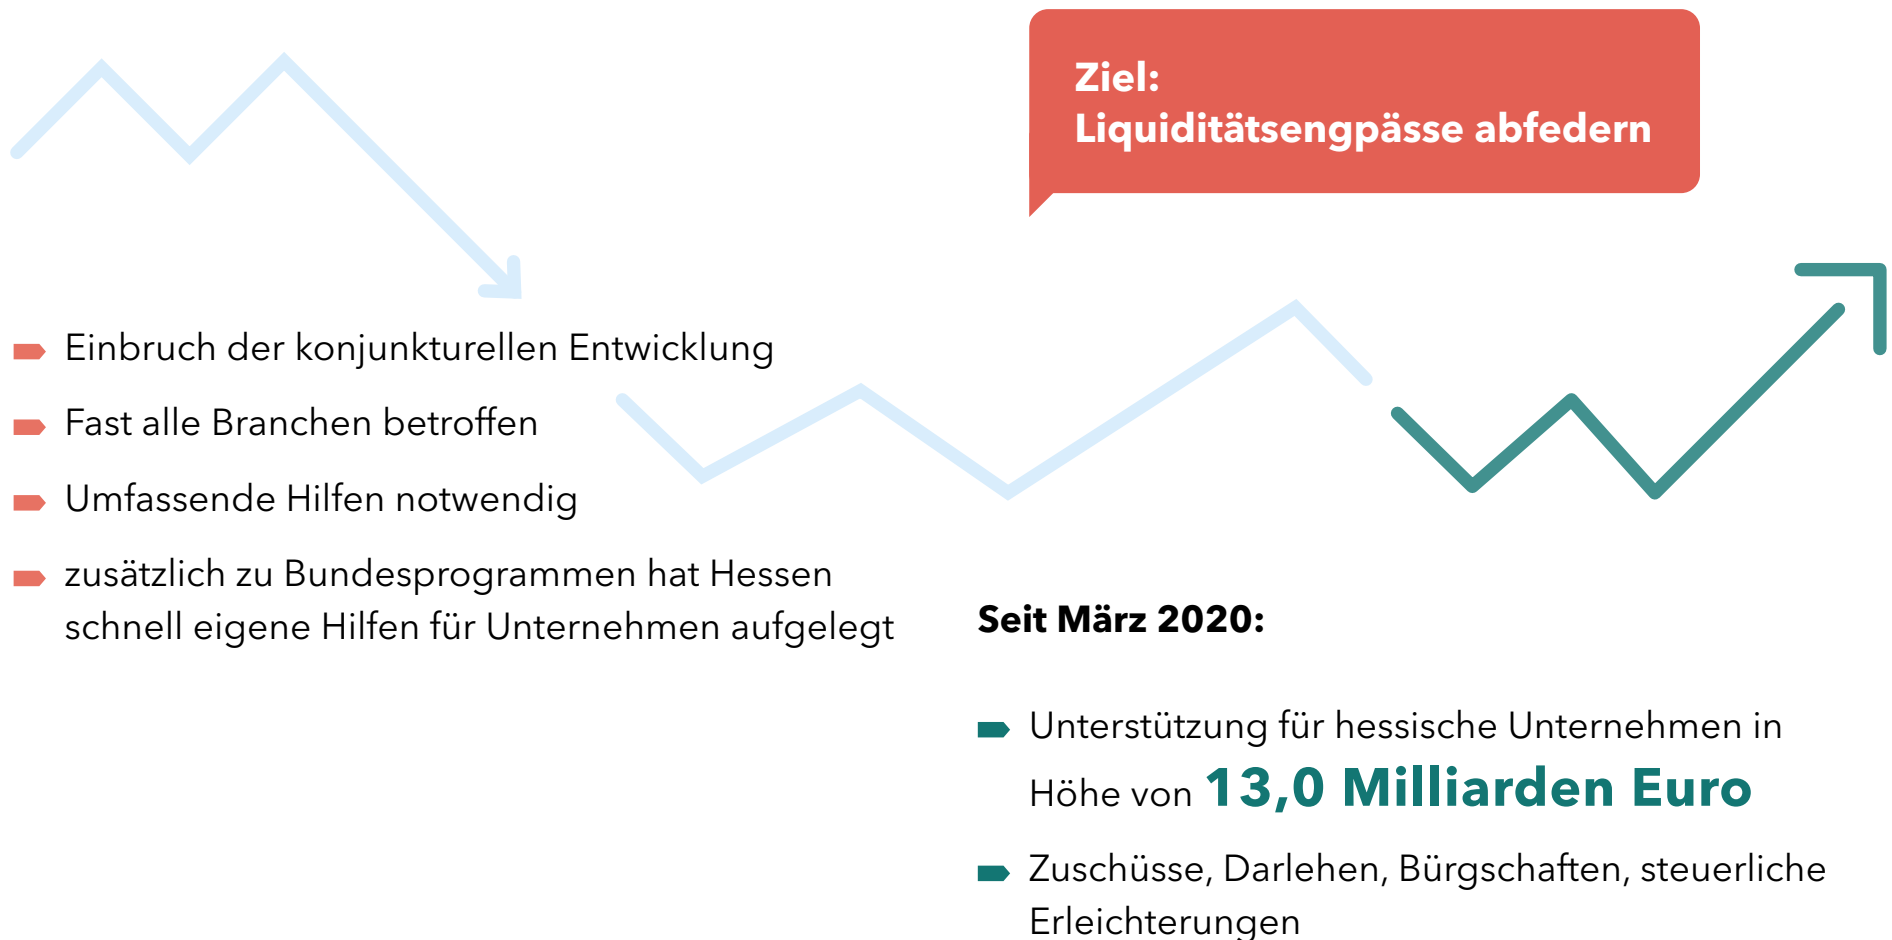 Ziel:
Liquiditätsengpässe abfedern
Einbruch der konjunkturellen Entwicklung
Fast alle Branchen betroffen
Umfassende Hilfen notwendig
zusätzlich zu Bundesprogrammen hat Hessen
schnell eigene Hilfen für Unternehmen aufgelegt
Seit März 2020:
Unterstützung für hessische Unternehmen in
Höhe von 13,0 Milliarden Euro
Zuschüsse, Darlehen, Bürgschaften, steuerliche
Erleichterungen